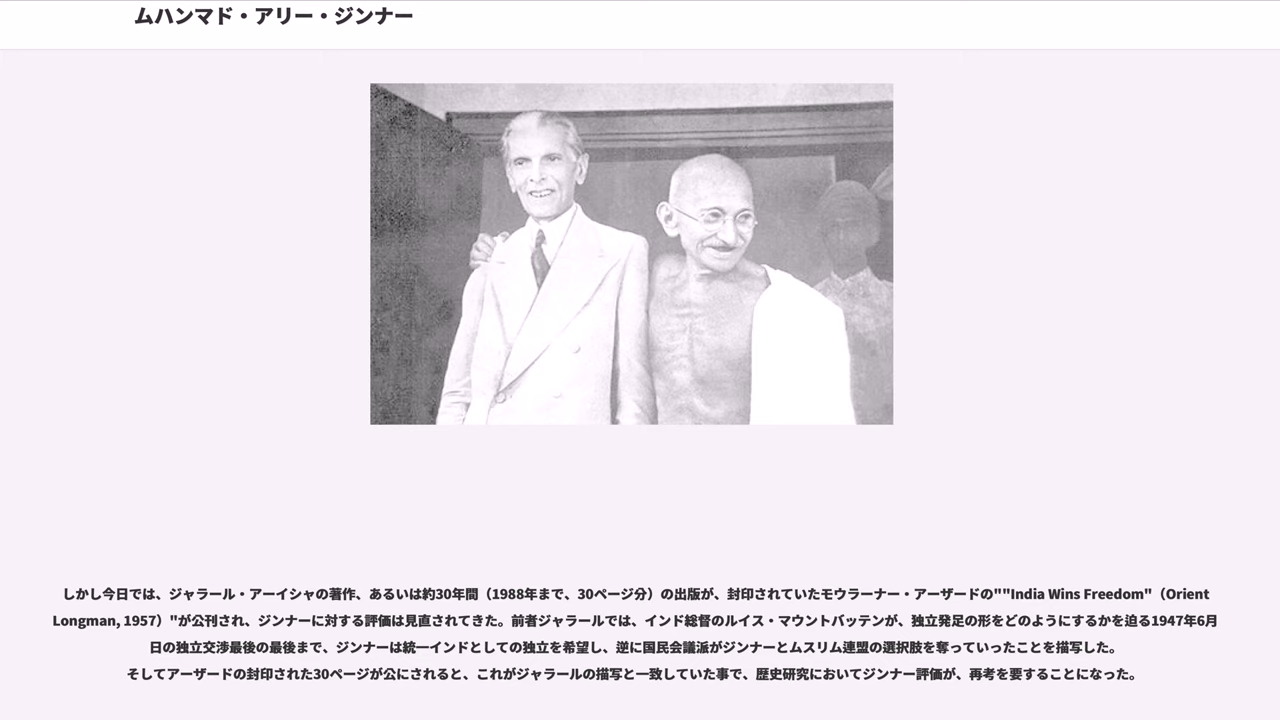 ムハンマド・アリー・ジンナー
しかし今日では、ジャラール・アーイシャの著作、あるいは約30年間（1988年まで、30ページ分）の出版が、封印されていたモウラーナー・アーザードの""India Wins Freedom"（Orient
Longman, 1957）"が公刊され、ジンナーに対する評価は見直されてきた。前者ジャラールでは、インド総督のルイス・マウントバッテンが、独立発足の形をどのようにするかを迫る1947年6月
日の独立交渉最後の最後まで、ジンナーは統一インドとしての独立を希望し、逆に国民会議派がジンナーとムスリム連盟の選択肢を奪っていったことを描写した。
そしてアーザードの封印された30ページが公にされると、これがジャラールの描写と一致していた事で、歴史研究においてジンナー評価が、再考を要することになった。